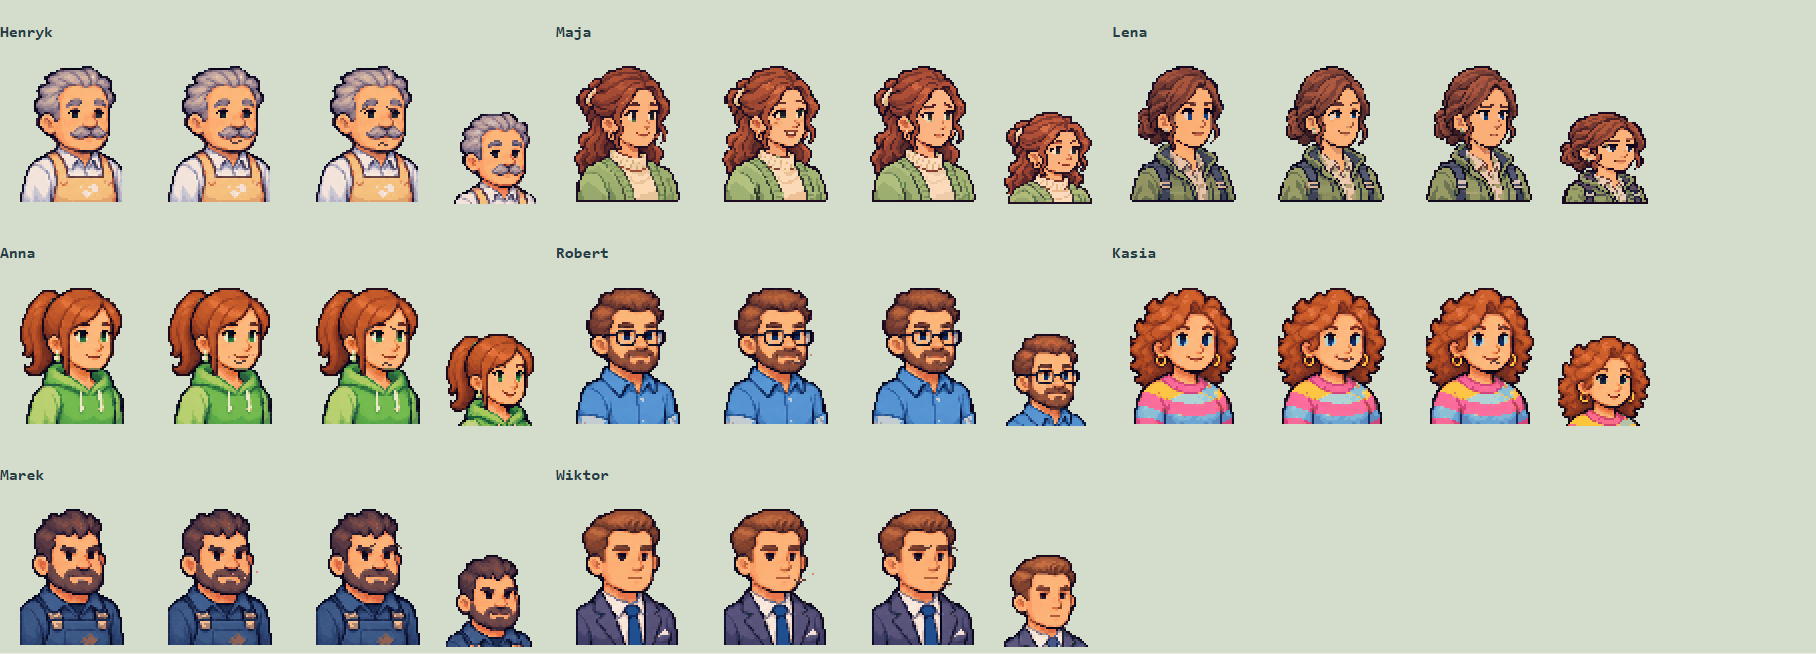 Henryk
Maja
Lena
Anna
Robert
Kasia
Marek
Wiktor